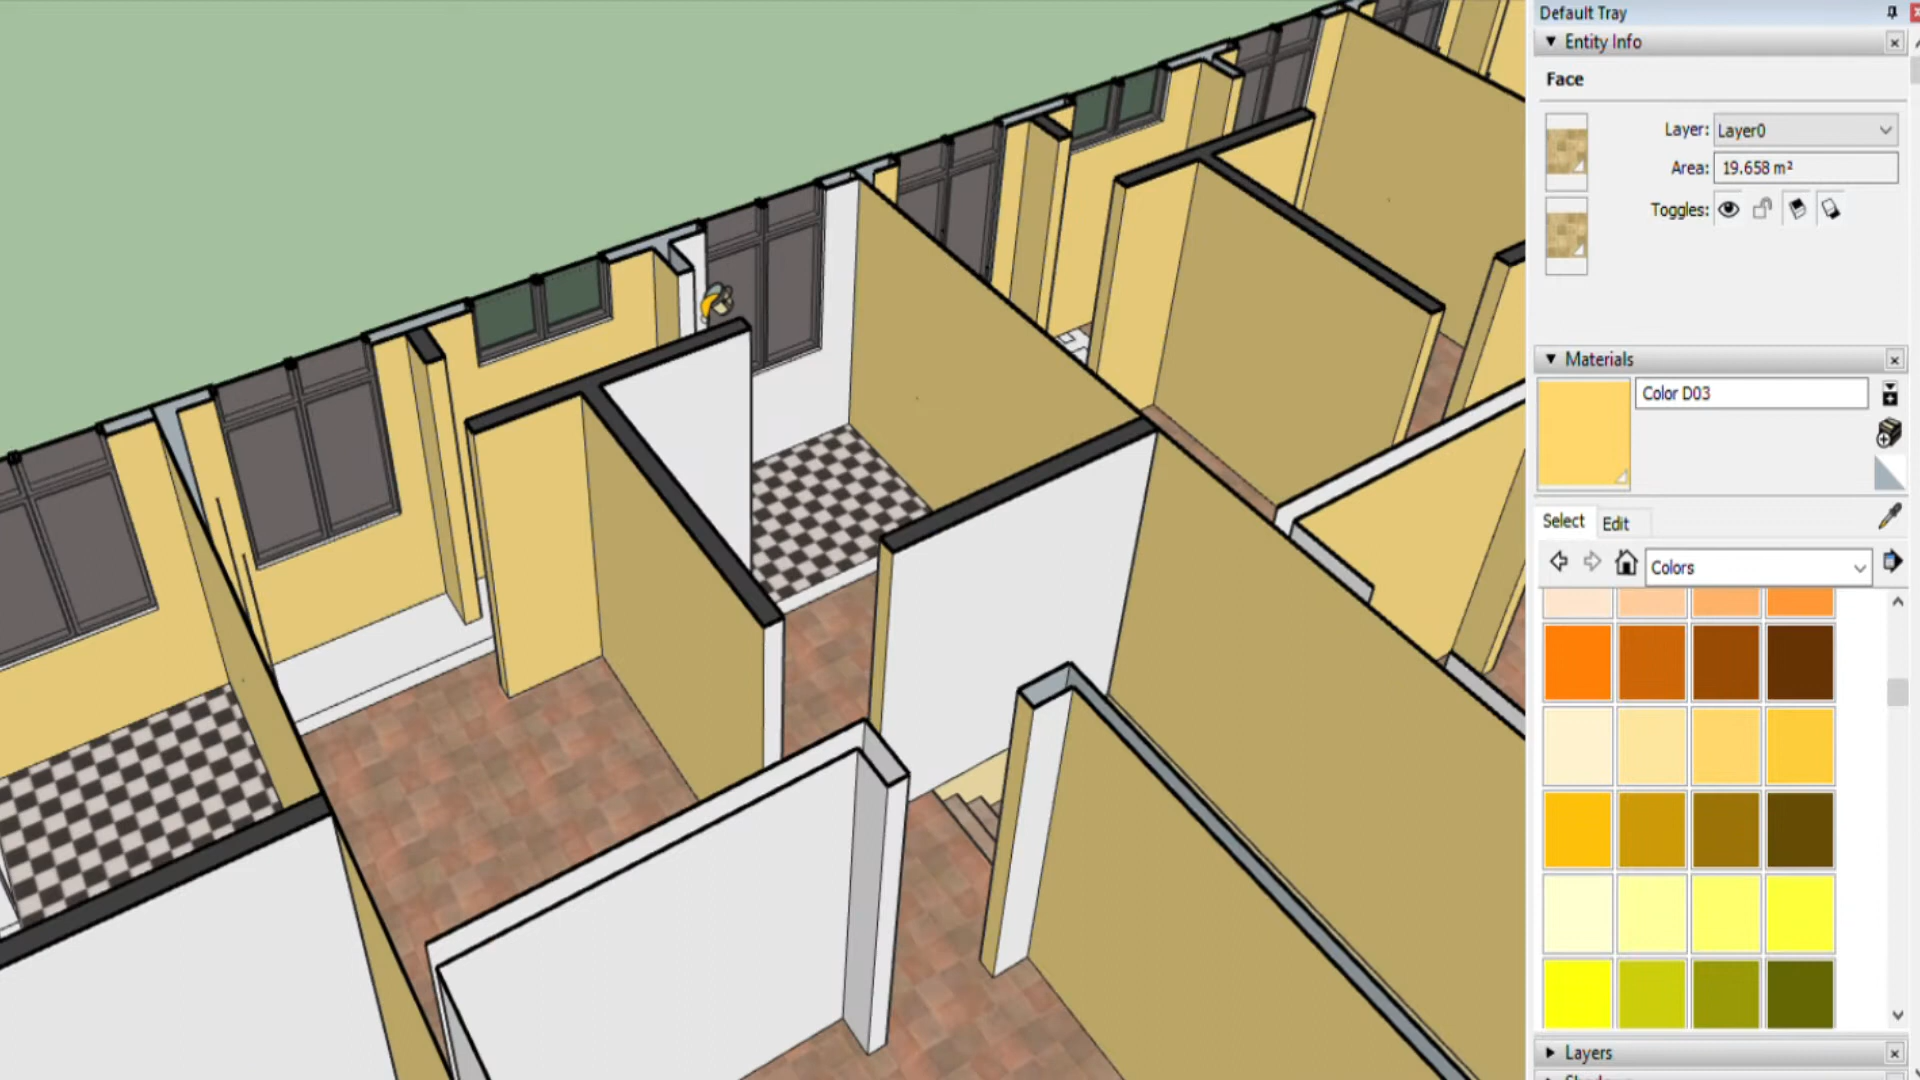 Default Tray
Entity Info
Face
Layer: Layer0
Area: 19.658 m²
Toggles:
Materials
Color D03
Select Edit
Colors
Layers